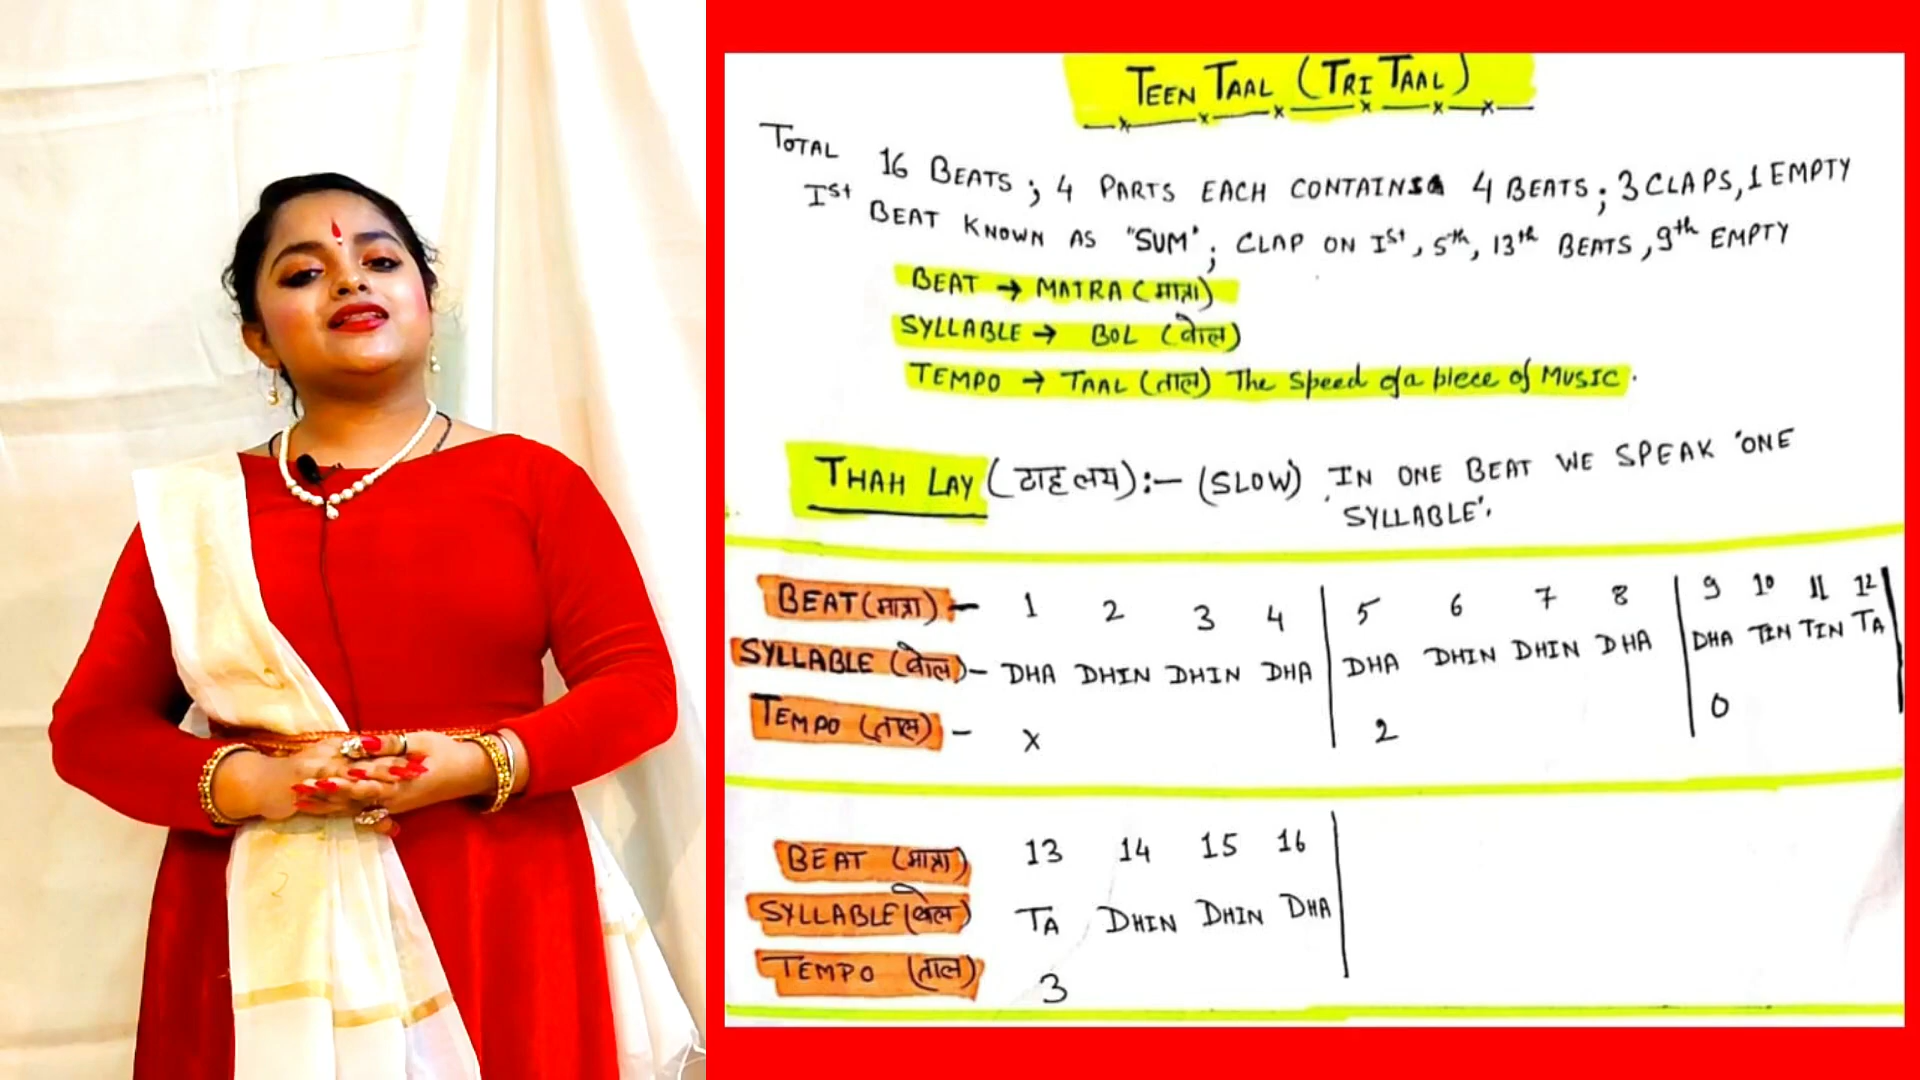 TEEN TAAL (TRI TAAL)
TOTAL 16 BEATS; 4 PARTS EACH CONTAINS 4 BEATS; 3 CLAPS, 1 EMPTY
Ist BEAT KNOWN AS "SUM"; CLAP ON Ist, 5th, 13th BEATS, 9th EMPTY
BEAT → MATRA (मात्रा)
SYLLABLE → BOL (बोल)
TEMPO → TAAL (ताल) The speed of a piece of MUSIC.
THAH LAY (ठाह लय):- (SLOW) IN ONE BEAT WE SPEAK 'ONE
SYLLABLE'.
BEAT (मात्रा) - 1 2 3 4 | 5 6 7 8 | 9 10 11 12 |
SYLLABLE (बोल) - DHA DHIN DHIN DHA | DHA DHIN DHIN DHA | DHA TIN TIN TA |
TEMPO (ताल) - X 2 0
BEAT (मात्रा) 13 14 15 16 |
SYLLABLE (बोल) TA DHIN DHIN DHA |
TEMPO (ताल) 3